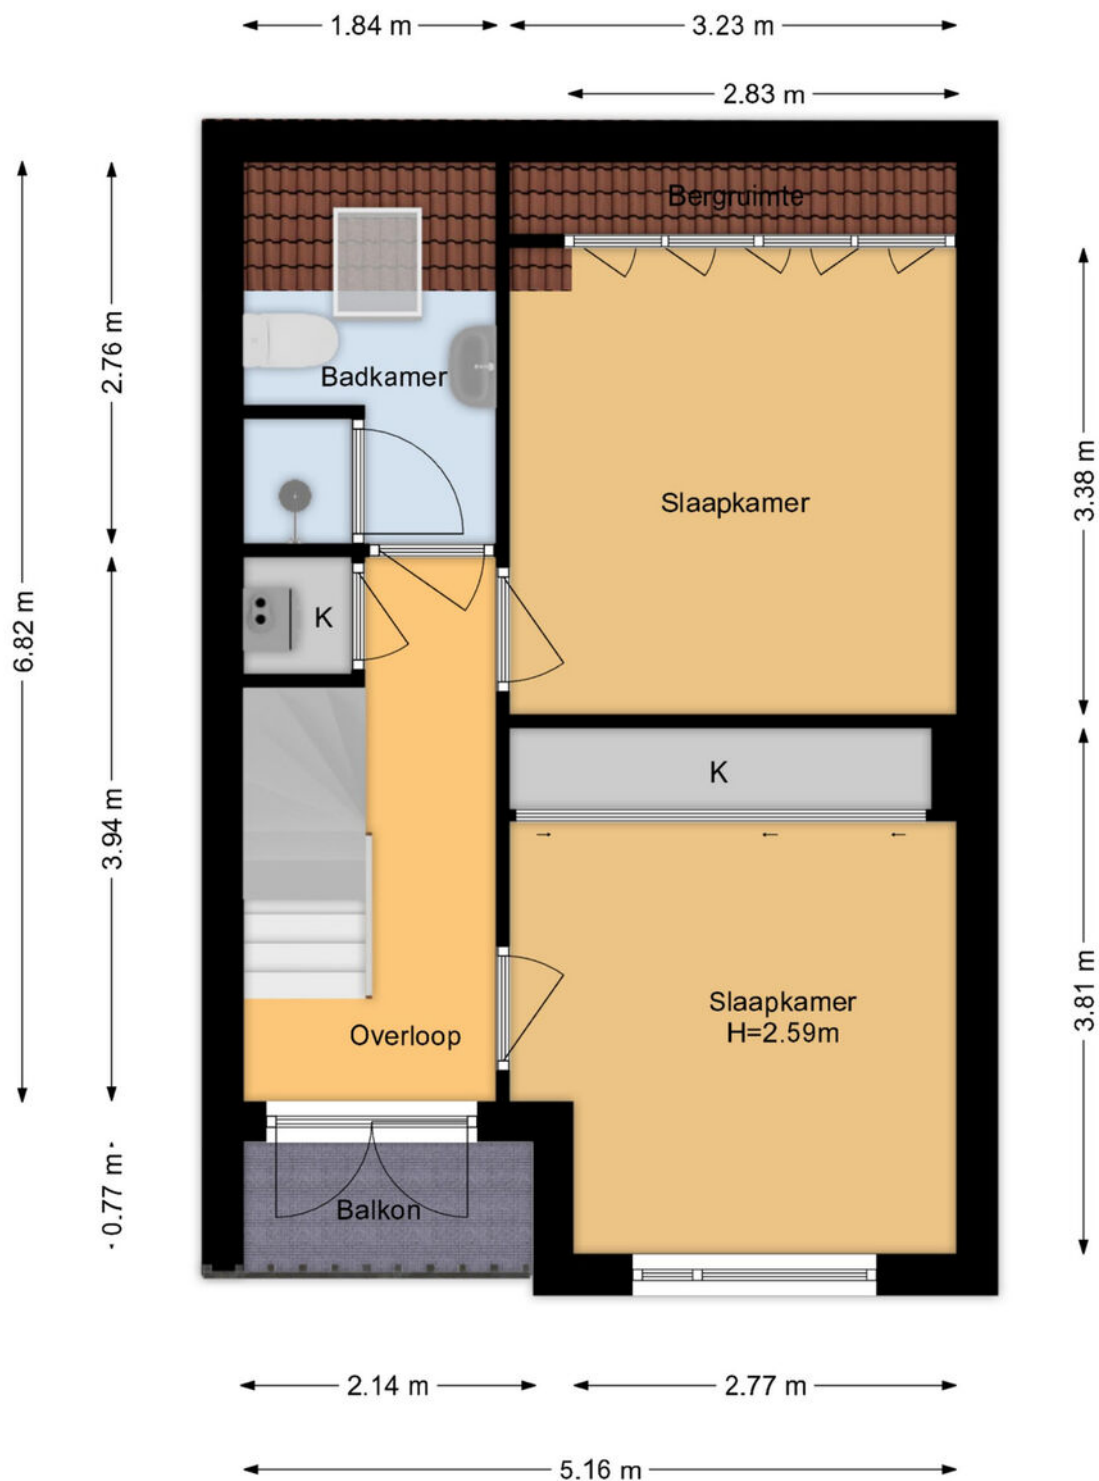 1.84 m
3.23 m
2.83 m
Bergruimte
2.76 m
Badkamer
3.38 m
Slaapkamer
6.82 m
K
K
3.94 m
Slaapkamer
H=2.59m
3.81 m
Overloop
0.77 m
Balkon
2.14 m
2.77 m
5.16 m